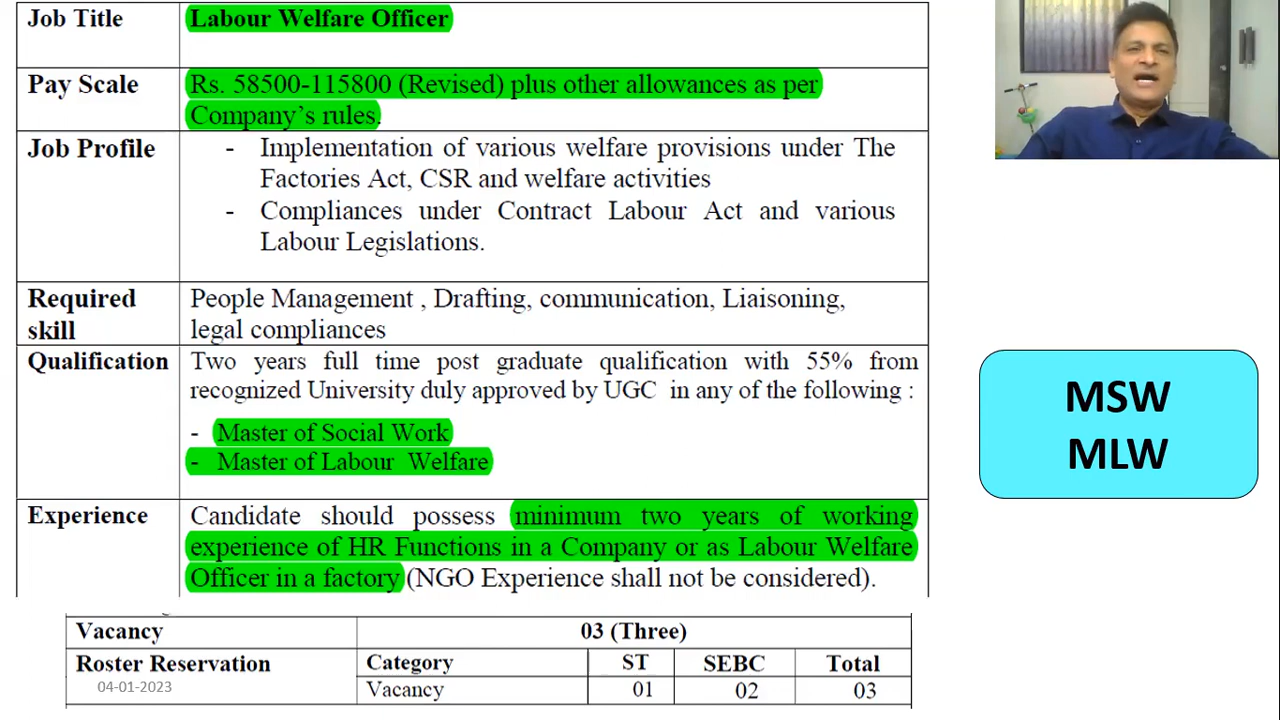 Job Title Labour Welfare Officer
Pay Scale Rs. 58500-115800 (Revised) plus other allowances as per
Company's rules.
Job Profile - Implementation of various welfare provisions under The
Factories Act, CSR and welfare activities
- Compliances under Contract Labour Act and various
Labour Legislations.
Required People Management , Drafting, communication, Liaisoning,
skill legal compliances
Qualification Two years full time post graduate qualification with 55% from
recognized University duly approved by UGC in any of the following :
- Master of Social Work
- Master of Labour Welfare
Experience Candidate should possess minimum two years of working
experience of HR Functions in a Company or as Labour Welfare
Officer in a factory (NGO Experience shall not be considered).
Vacancy 03 (Three)
Roster Reservation Category ST SEBC Total
04-01-2023 Vacancy 01 02 03
MSW
MLW